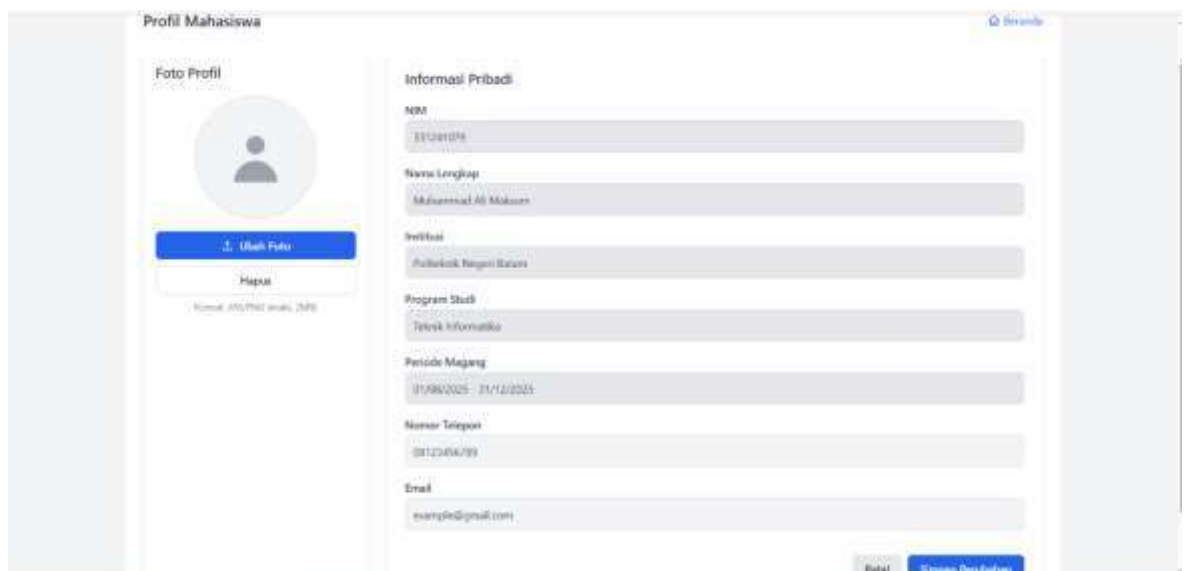 Profil Mahasiswa
Beranda
Foto Profil
Ubah Foto
Hapus
Informasi Pribadi
NIM
Nama Lengkap
Muhammad Ali Maksum
Institusi
Politeknik Negeri Batam
Program Studi
Teknik Informatika
Periode Magang
Nomor Telepon
08123456789
Email
example@gmail.com
Batal
Simpan Perubahan